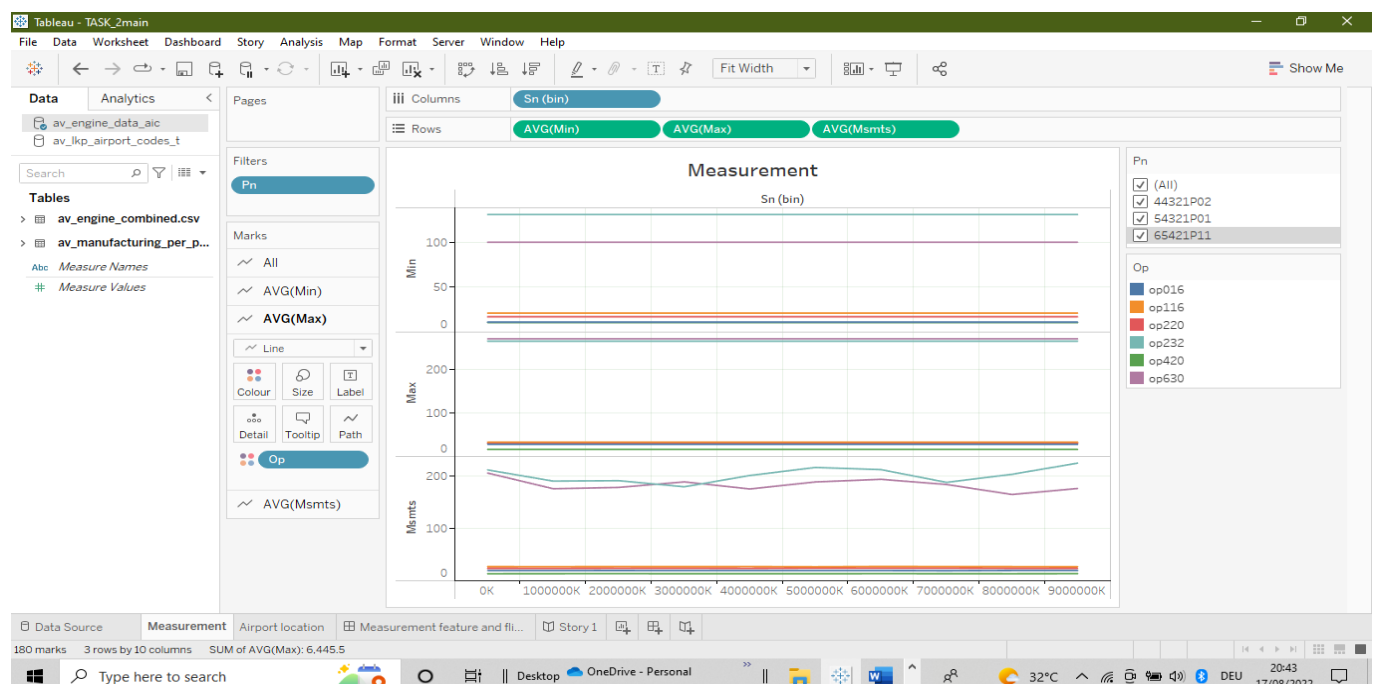 Tableau - TASK_2main
File Data Worksheet Dashboard Story Analysis Map Format Server Window Help
Fit Width
Show Me
Data Analytics
av_engine_data_aic
av_lkp_airport_codes_t
Search
Tables
av_engine_combined.csv
av_manufacturing_per_p...
Abc Measure Names
# Measure Values
Pages
Filters
Pn
Marks
All
AVG(Min)
AVG(Max)
Line
Colour Size Label
Detail Tooltip Path
Op
AVG(Msmts)
Columns Sn (bin)
Rows AVG(Min) AVG(Max) AVG(Msmts)
Measurement
Sn (bin)
Min
100
50
0
Max
200
100
0
Msmts
200
100
0
0K 1000000K 2000000K 3000000K 4000000K 5000000K 6000000K 7000000K 8000000K 9000000K
Pn
(All)
44321P02
54321P01
65421P11
Op
op016
op116
op220
op232
op420
op630
Data Source Measurement Airport location Measurement feature and fli... Story 1
180 marks 3 rows by 10 columns SUM of AVG(Max): 6,445.5
Type here to search Desktop OneDrive - Personal 32°C DEU 20:43
17/08/2022